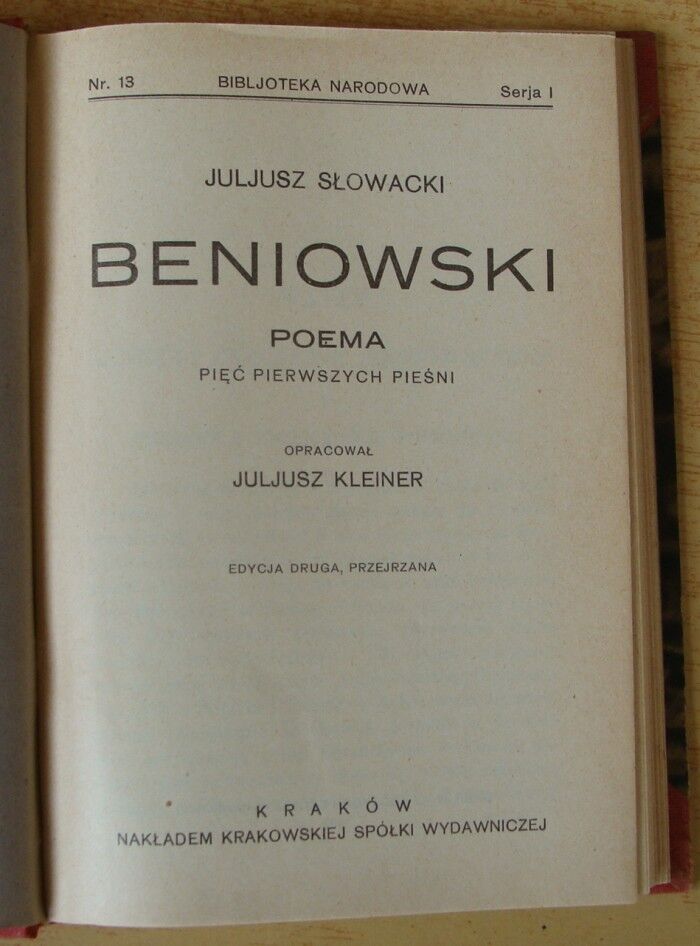 Nr. 13 BIBLJOTEKA NARODOWA Serja I
JULJUSZ SŁOWACKI
BENIOWSKI
POEMA
PIĘĆ PIERWSZYCH PIEŚNI
OPRACOWAŁ
JULJUSZ KLEINER
EDYCJA DRUGA, PRZEJRZANA
KRAKÓW
NAKŁADEM KRAKOWSKIEJ SPÓŁKI WYDAWNICZEJ